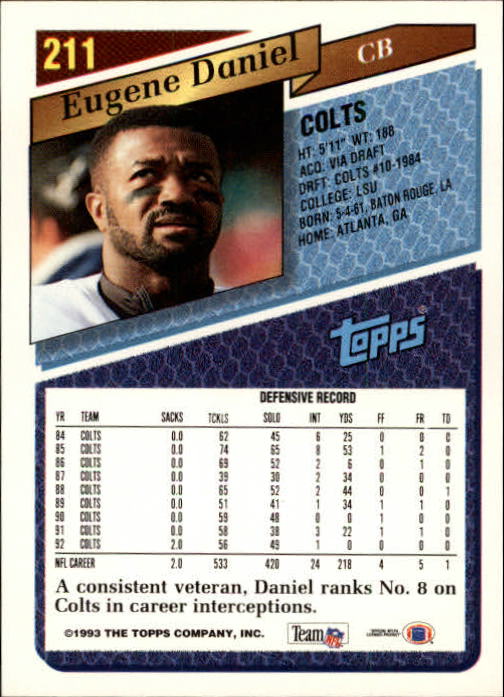 211
Eugene Daniel
CB
COLTS
HT: 5'11" WT: 188
ACQ: VIA DRAFT
DRFT: COLTS #10-1984
COLLEGE: LSU
BORN: 5-4-61, BATON ROUGE, LA
HOME: ATLANTA, GA
Topps
DEFENSIVE RECORD
YR TEAM SACKS TCKLS SOLO INT YDS FF FR TD
84 COLTS 0.0 62 45 6 25 0 0 0
85 COLTS 0.0 74 65 8 53 1 2 0
86 COLTS 0.0 69 52 2 6 0 1 0
87 COLTS 0.0 39 30 2 34 0 0 0
88 COLTS 0.0 65 52 2 44 0 0 1
89 COLTS 0.0 51 41 1 34 1 1 0
90 COLTS 0.0 59 48 0 0 1 0 0
91 COLTS 0.0 58 38 3 22 1 1 0
92 COLTS 2.0 56 49 1 0 0 0 0
NFL CAREER 2.0 533 420 24 218 4 5 1
A consistent veteran, Daniel ranks No. 8 on
Colts in career interceptions.
©1993 THE TOPPS COMPANY, INC.
Team NFL